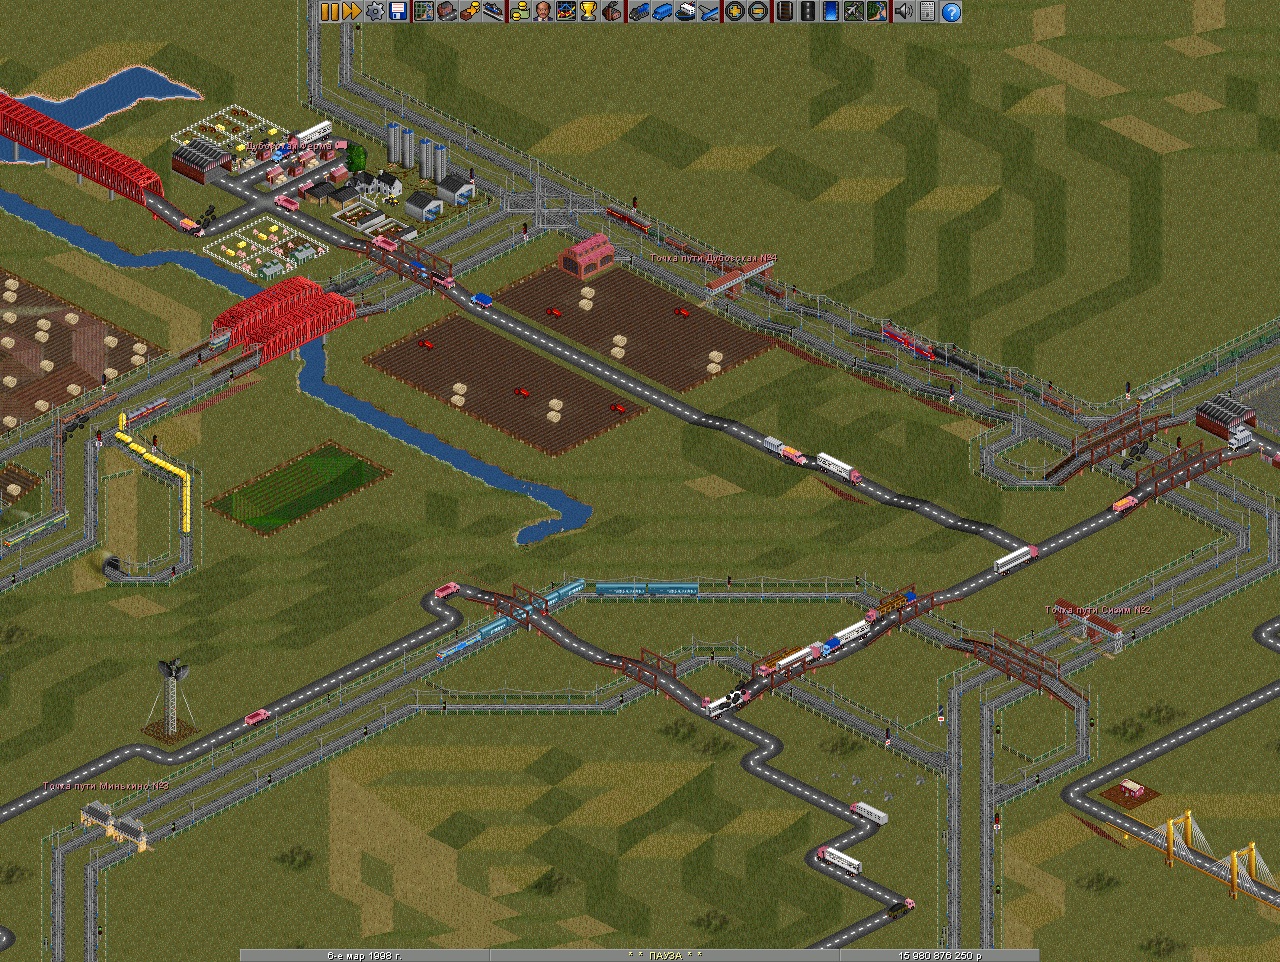 Дубовская ферма
Точка пути Дубовская №4
Точка пути Сизим №2
Точка пути Минькино №3
6-е мар 1998 г.
* * ПАУЗА * *
15 980 876 250 р